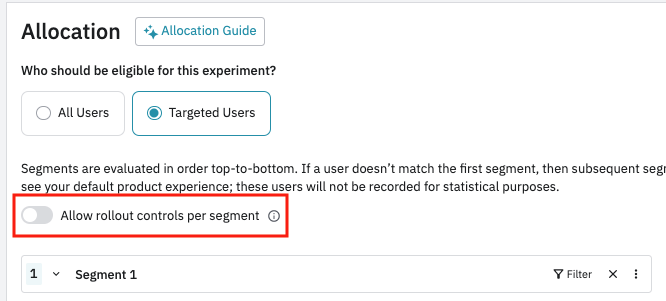 Allocation
Allocation Guide
Who should be eligible for this experiment?
All Users
Targeted Users
Segments are evaluated in order top-to-bottom. If a user doesn’t match the first segment, then subsequent seg
see your default product experience; these users will not be recorded for statistical purposes.
Allow rollout controls per segment
1 Segment 1 Filter